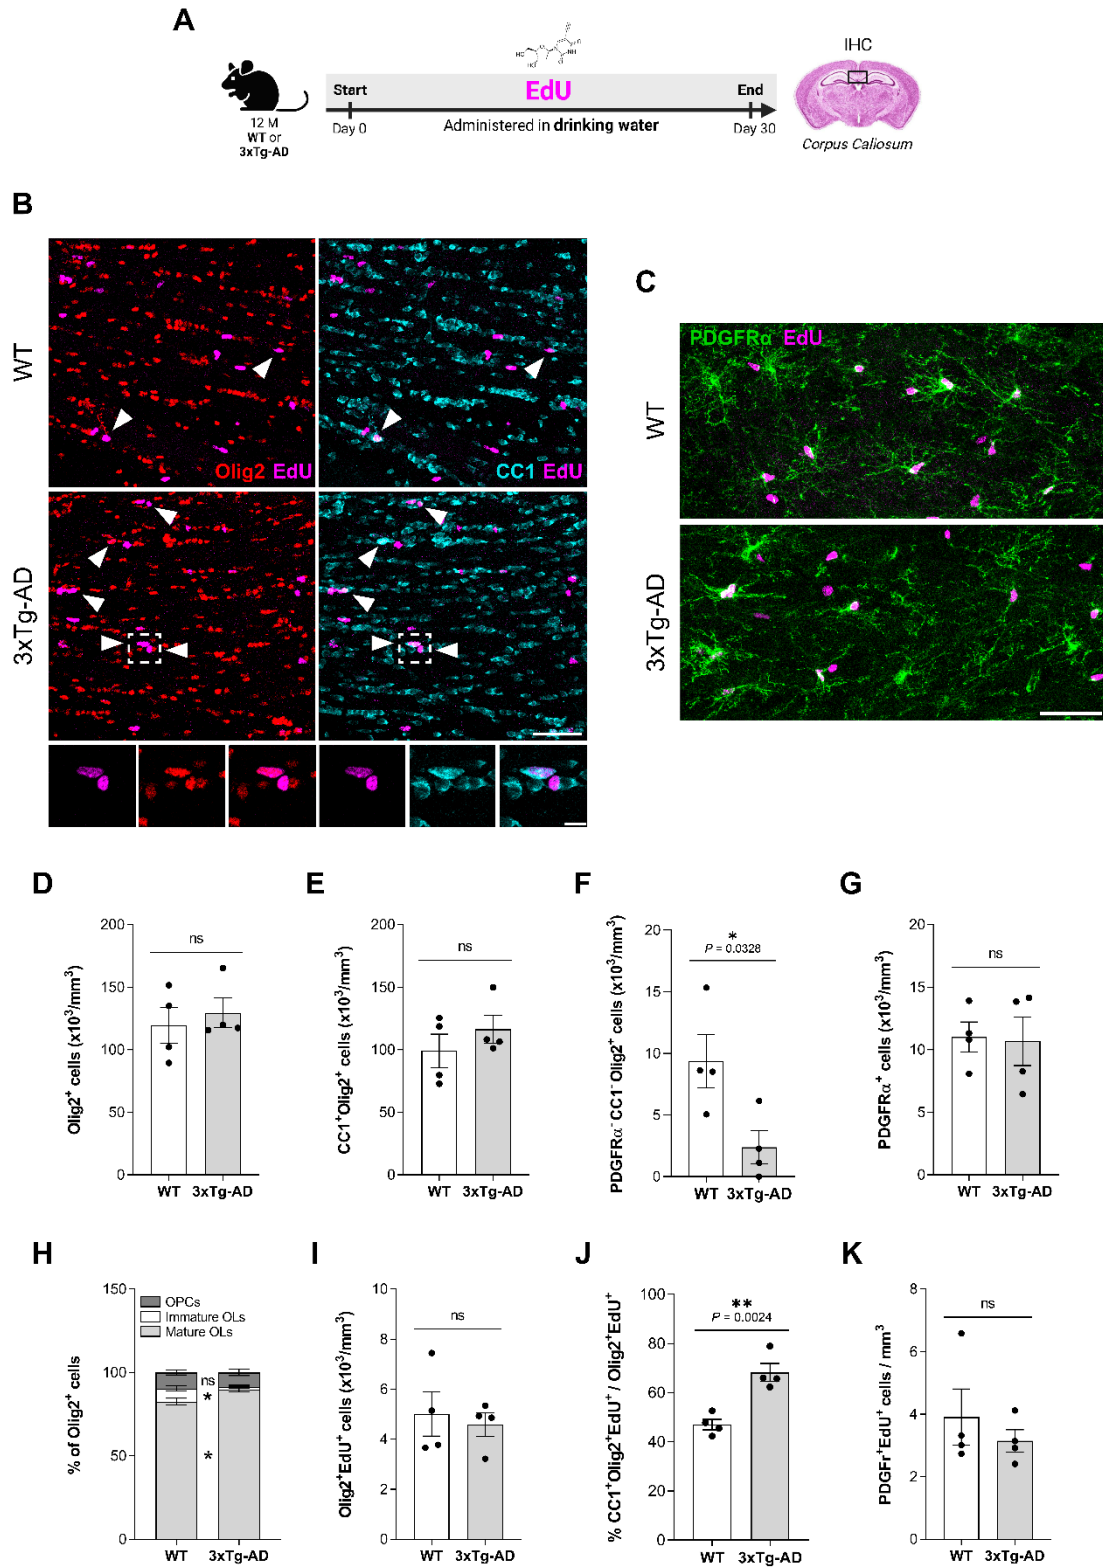 A
HO
HO
NH
O
O
EdU
IHC
Start
End
Day 0
Administered in drinking water
Day 30
12 M
WT or
3xTg-AD
Corpus Caliosum
B
WT
Olig2 EdU
CC1 EdU
3xTg-AD
C
PDGFRα EdU
WT
3xTg-AD
D
Olig2⁺ cells (x10³/mm³)
200
150
100
50
0
ns
WT
3xTg-AD
E
CC1⁺Olig2⁺ cells (x10³/mm³)
200
150
100
50
0
ns
WT
3xTg-AD
F
PDGFRα⁻CC1⁻Olig2⁺ cells (x10³/mm³)
20
15
10
5
0
*
P = 0.0328
WT
3xTg-AD
G
PDGFRα⁺ cells (x10³/mm³)
20
15
10
5
0
ns
WT
3xTg-AD
H
% of Olig2⁺ cells
150
100
50
0
OPCs
Immature OLs
Mature OLs
ns
*
*
WT
3xTg-AD
I
Olig2⁺EdU⁺ cells (x10³/mm³)
10
8
6
4
2
0
ns
WT
3xTg-AD
J
% CC1⁺Olig2⁺EdU⁺ / Olig2⁺EdU⁺
100
80
60
40
20
0
**
P = 0.0024
WT
3xTg-AD
K
PDGFr⁺EdU⁺ cells / mm³
8
6
4
2
0
ns
WT
3xTg-AD